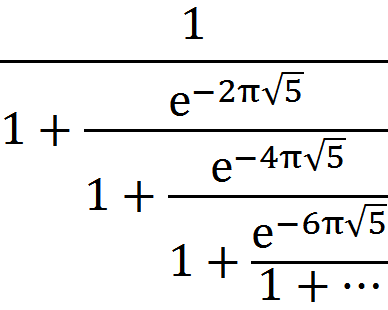 1
1 + e^{−2π√5}
1 + e^{−4π√5}
1 + e^{−6π√5}
1 + ⋯